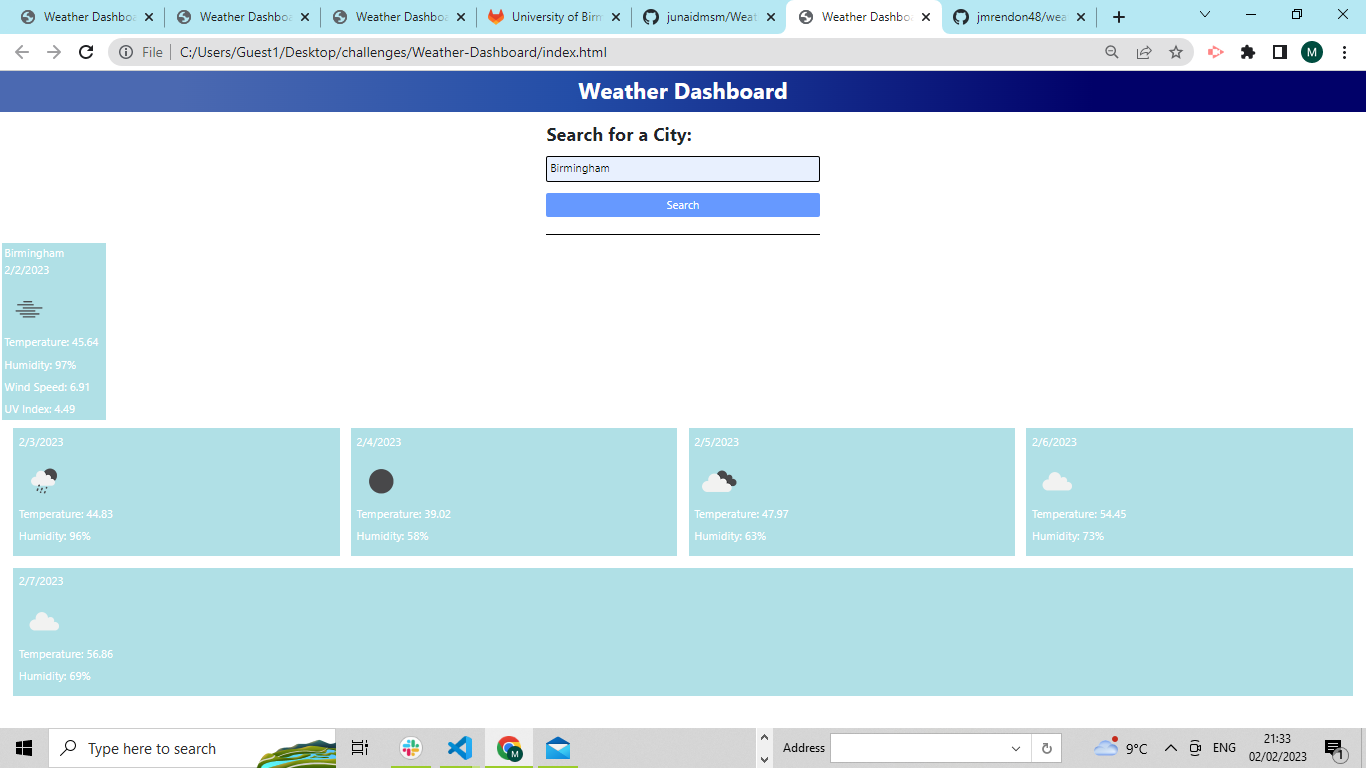 Weather Dashboa
Weather Dashboa
Weather Dashboa
University of Birm
junaidmsm/Weat
Weather Dashboa
jmrendon48/wea
File
C:/Users/Guest1/Desktop/challenges/Weather-Dashboard/index.html
M
Weather Dashboard
Search for a City:
Birmingham
Search
Birmingham
2/2/2023
Temperature: 45.64
Humidity: 97%
Wind Speed: 6.91
UV Index: 4.49
2/3/2023
Temperature: 44.83
Humidity: 96%
2/4/2023
Temperature: 39.02
Humidity: 58%
2/5/2023
Temperature: 47.97
Humidity: 63%
2/6/2023
Temperature: 54.45
Humidity: 73%
2/7/2023
Temperature: 56.86
Humidity: 69%
Type here to search
M
Address
9°C
ENG
21:33
02/02/2023
1